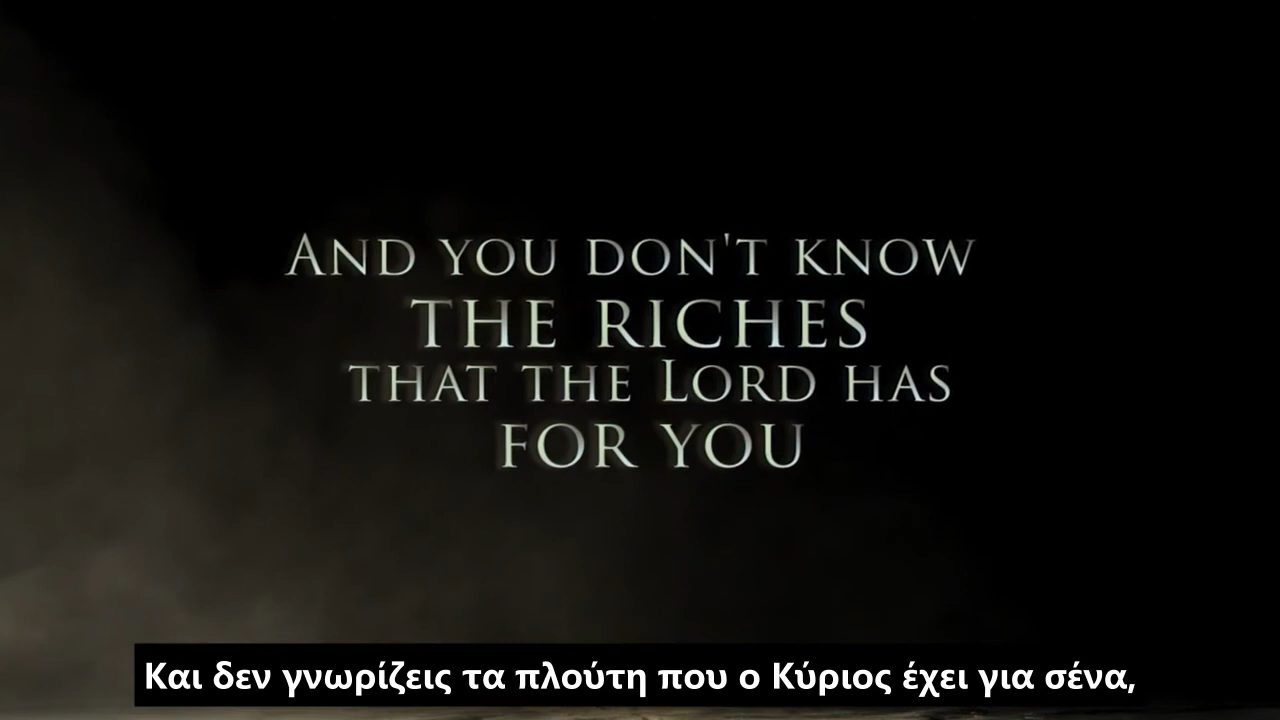 And you don't know
the riches
that the Lord has
for you
Και δεν γνωρίζεις τα πλούτη που ο Κύριος έχει για σένα,